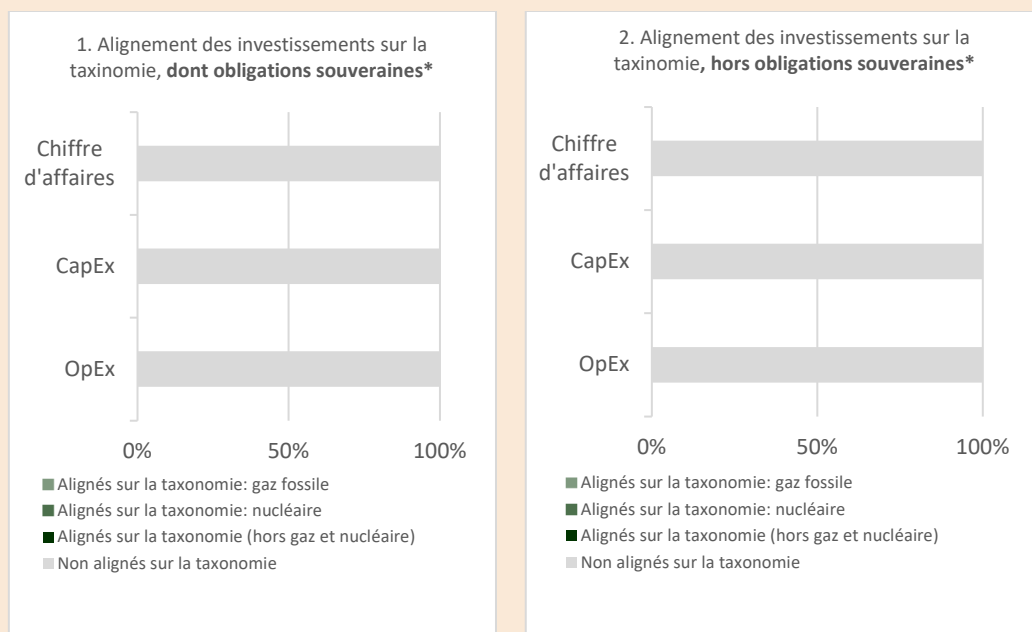 1. Alignement des investissements sur la
taxinomie, dont obligations souveraines*
Chiffre
d'affaires
CapEx
OpEx
0% 50% 100%
Alignés sur la taxonomie: gaz fossile
Alignés sur la taxonomie: nucléaire
Alignés sur la taxonomie (hors gaz et nucléaire)
Non alignés sur la taxonomie
2. Alignement des investissements sur la
taxinomie, hors obligations souveraines*
Chiffre
d'affaires
CapEx
OpEx
0% 50% 100%
Alignés sur la taxonomie: gaz fossile
Alignés sur la taxonomie: nucléaire
Alignés sur la taxonomie (hors gaz et nucléaire)
Non alignés sur la taxonomie